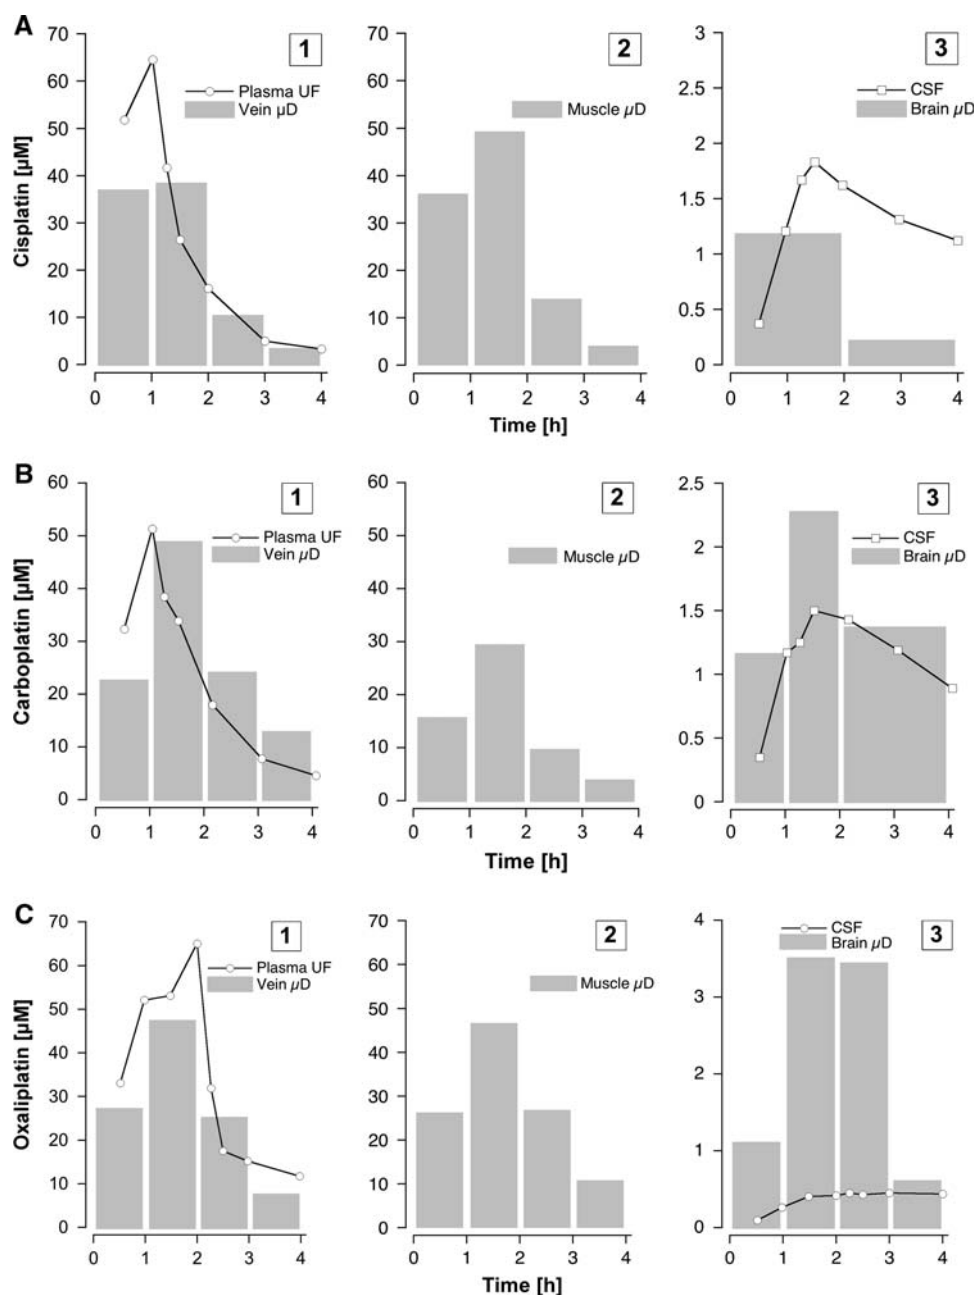 A
1
Plasma UF
Vein µD
Cisplatin [µM]
70
60
50
40
30
20
10
0
0 1 2 3 4
2
Muscle µD
70
60
50
40
30
20
10
0
0 1 2 3 4
Time [h]
3
CSF
Brain µD
3
2.5
2
1.5
1
0.5
0
0 1 2 3 4
B
1
Plasma UF
Vein µD
Carboplatin [µM]
60
50
40
30
20
10
0
0 1 2 3 4
2
Muscle µD
60
50
40
30
20
10
0
0 1 2 3 4
Time [h]
3
CSF
Brain µD
2.5
2
1.5
1
0.5
0
0 1 2 3 4
C
1
Plasma UF
Vein µD
Oxaliplatin [µM]
70
60
50
40
30
20
10
0
0 1 2 3 4
2
Muscle µD
70
60
50
40
30
20
10
0
0 1 2 3 4
Time [h]
3
CSF
Brain µD
4
3
2
1
0
0 1 2 3 4